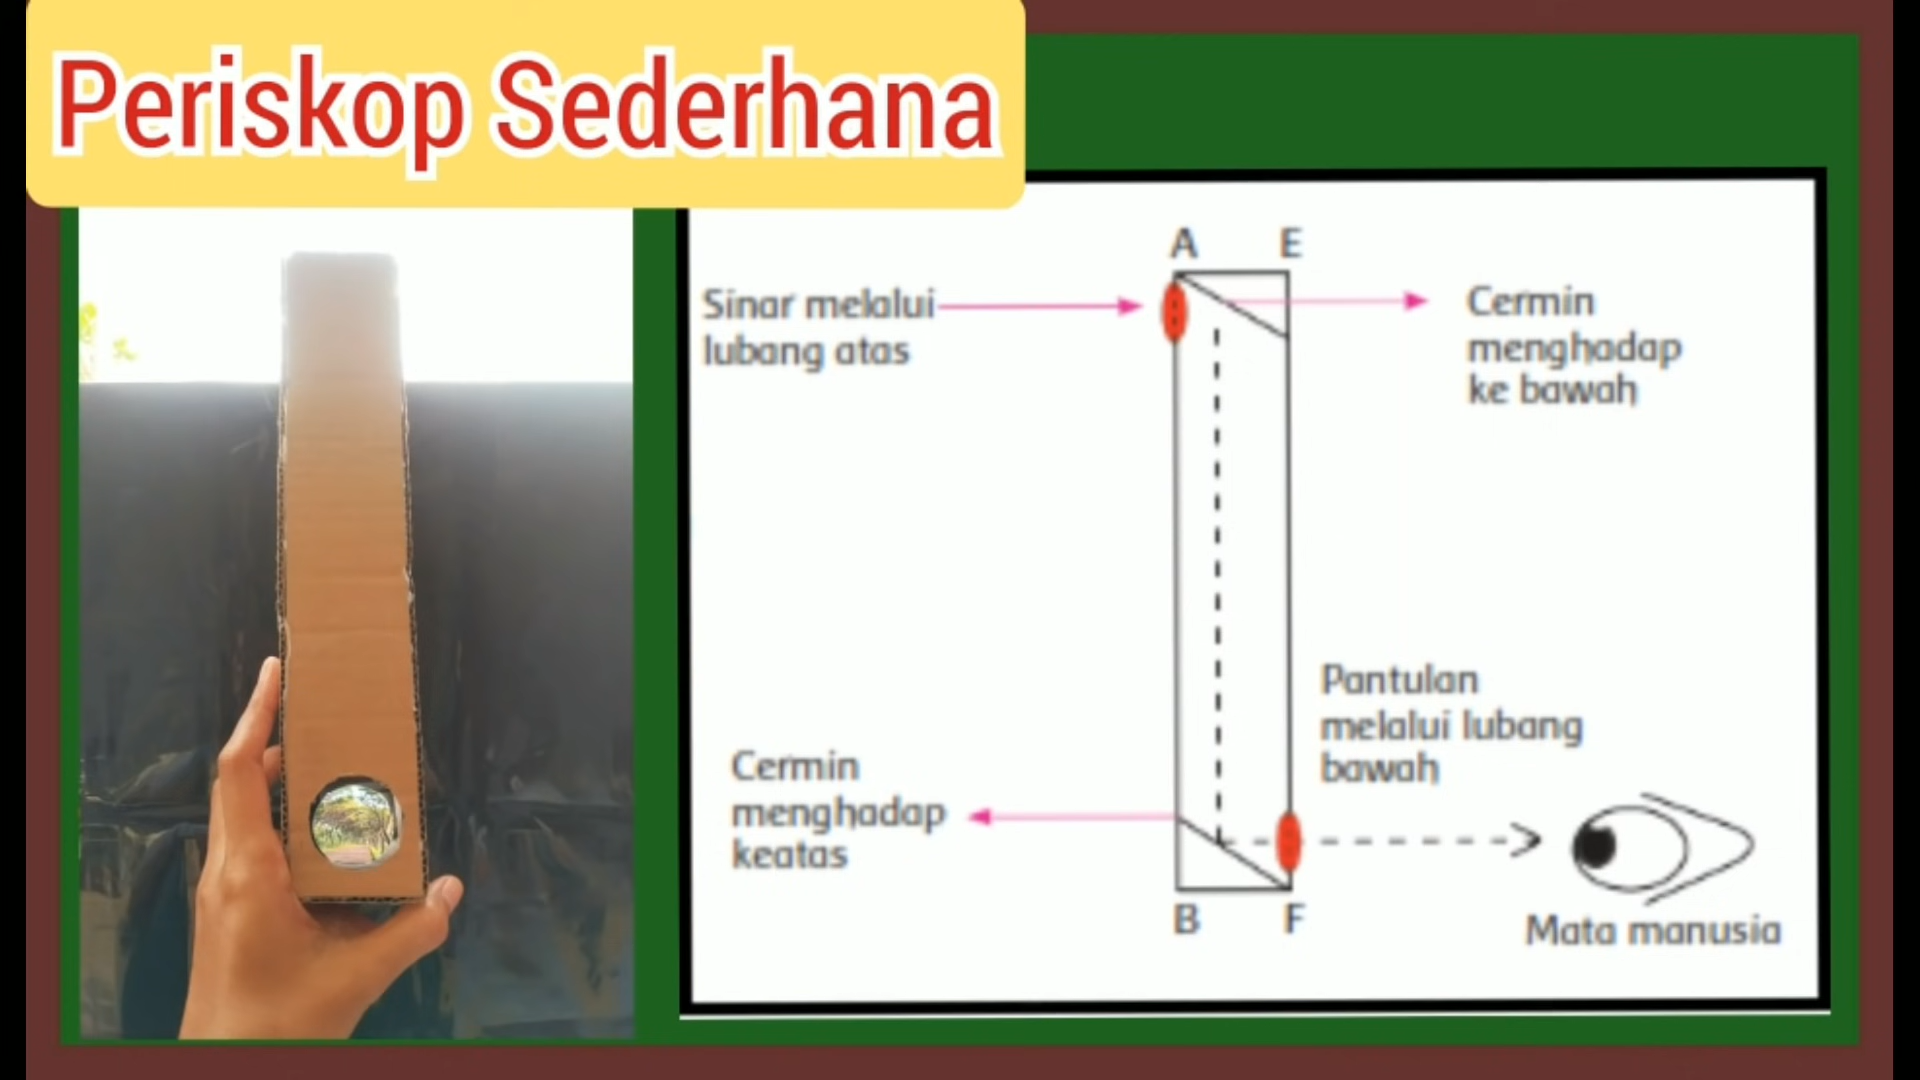 Periskop Sederhana
A E
Sinar melalui
lubang atas
Cermin
menghadap
ke bawah
Pantulan
melalui lubang
bawah
Cermin
menghadap
keatas
B F
Mata manusia